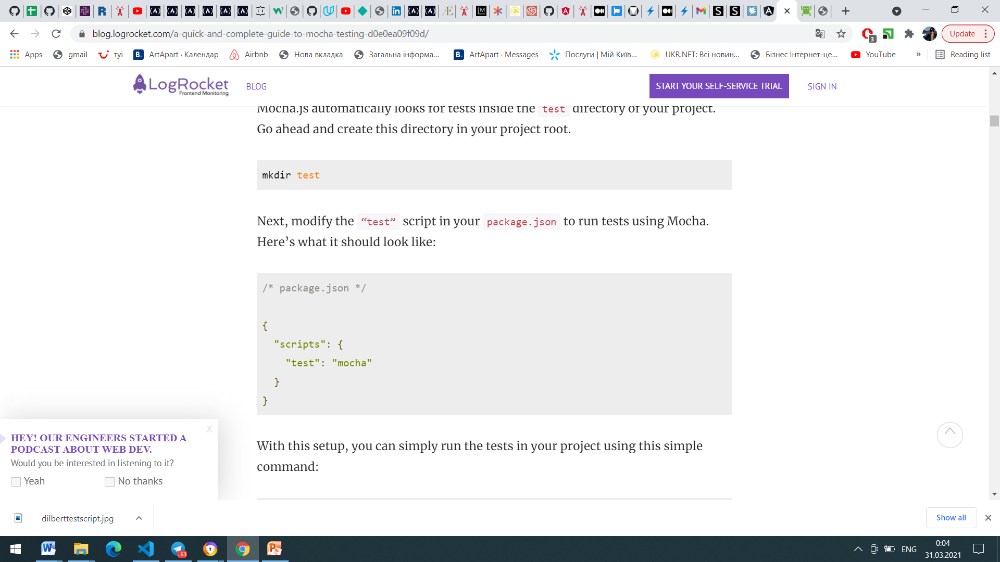 blog.logrocket.com/a-quick-and-complete-guide-to-mocha-testing-d0e0ea09f09d/
3
Update
Apps
gmail
туі
ArtApart · Календар
Airbnb
Нова вкладка
Загальна інформа...
ArtApart · Messages
Послуги | Мій Київ...
UKR.NET: Всі новин...
Бізнес Інтернет-це...
YouTube
»
Reading list
LogRocket
Frontend Monitoring
BLOG
START YOUR SELF-SERVICE TRIAL
SIGN IN
Mocha.js automatically looks for tests inside the test directory of your project.
Go ahead and create this directory in your project root.
mkdir test
Next, modify the “test” script in your package.json to run tests using Mocha.
Here’s what it should look like:
/* package.json */
{
"scripts": {
"test": "mocha"
}
}
With this setup, you can simply run the tests in your project using this simple
command:
X
HEY! OUR ENGINEERS STARTED A
PODCAST ABOUT WEB DEV.
Would you be interested in listening to it?
Yeah
No thanks
dilberttestscript.jpg
Show all
..63
ENG
0:04
31.03.2021